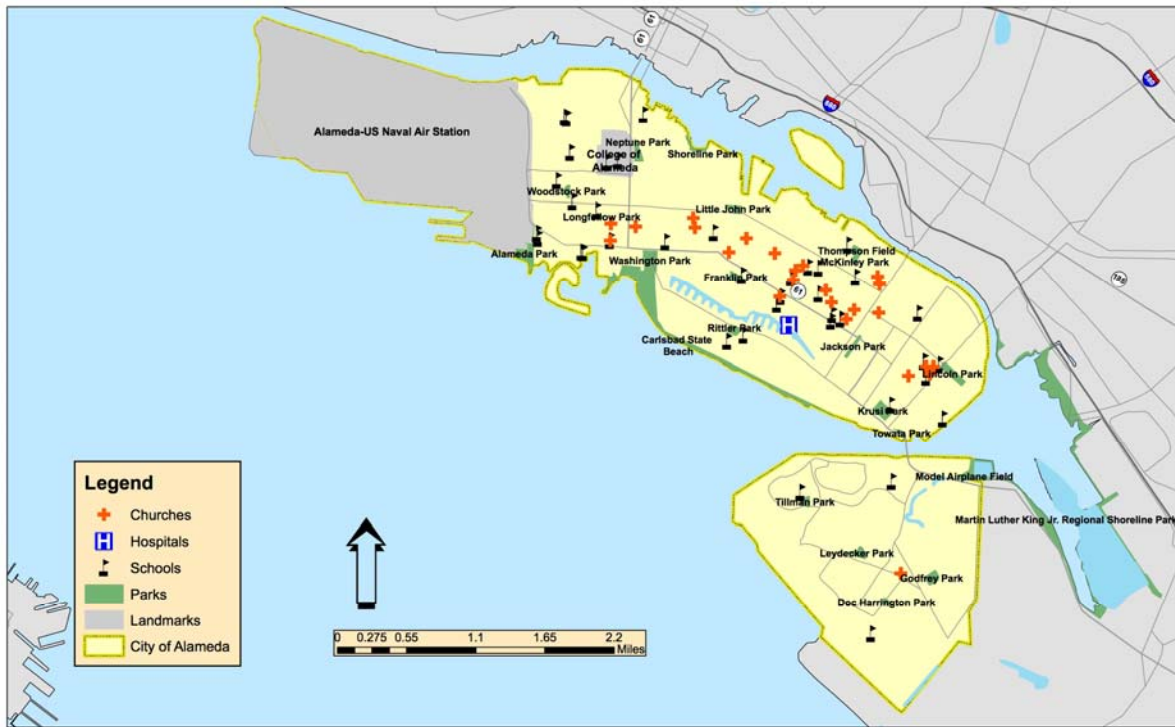 61
61
680
580
Alameda-US Naval Air Station
Neptune Park
College of
Alameda
Shoreline Park
Woodstock Park
Longfellow Park
Little John Park
Alameda Park
Washington Park
Thompson Field
McKinley Park
Franklin Park
61
185
H
Rittler Park
Carlsbad State
Beach
Jackson Park
Lincoln Park
Krusi Park
Towata Park
Model Airplane Field
Tillman Park
Martin Luther King Jr. Regional Shoreline Park
Leydecker Park
Godfrey Park
Doc Harrington Park
Legend
Churches
H Hospitals
Schools
Parks
Landmarks
City of Alameda
0 0.275 0.55 1.1 1.65 2.2
Miles